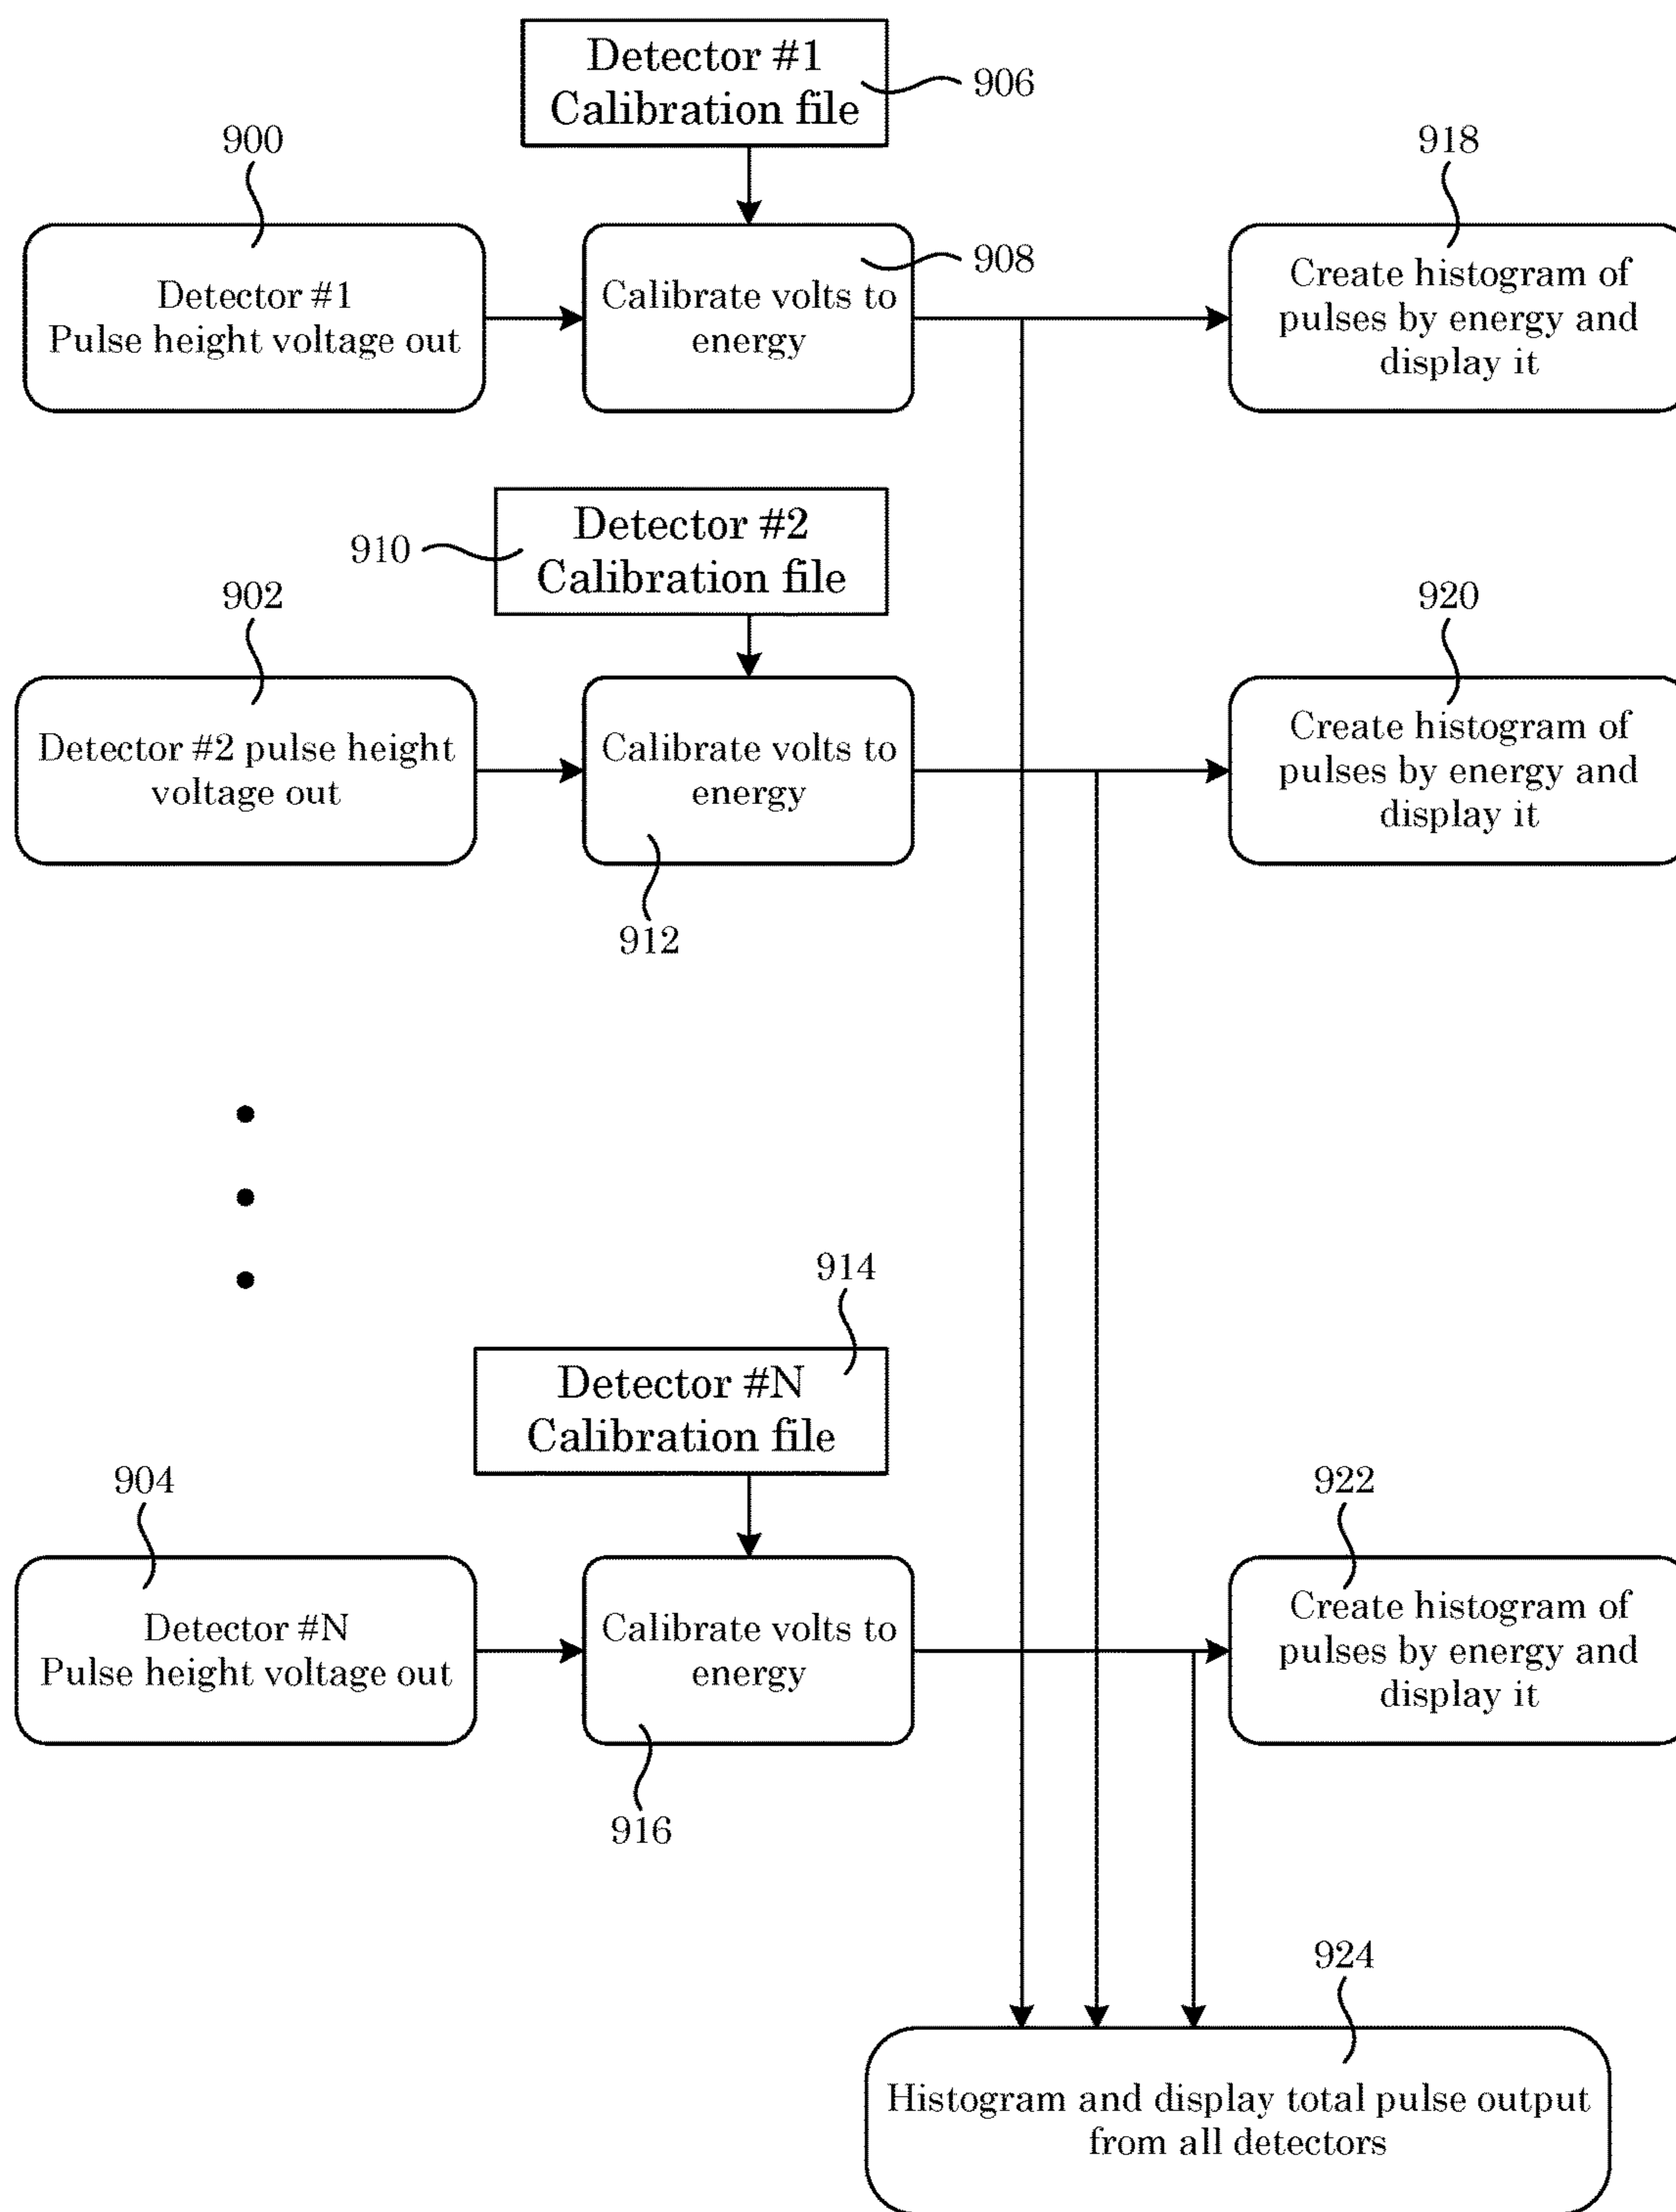 Detector #1
Calibration file
906
900
918
908
Detector #1
Pulse height voltage out
Calibrate volts to
energy
Create histogram of
pulses by energy and
display it
Detector #2
Calibration file
910
902
920
Detector #2 pulse height
voltage out
Calibrate volts to
energy
Create histogram of
pulses by energy and
display it
912
914
Detector #N
Calibration file
904
922
Detector #N
Pulse height voltage out
Calibrate volts to
energy
Create histogram of
pulses by energy and
display it
916
924
Histogram and display total pulse output
from all detectors